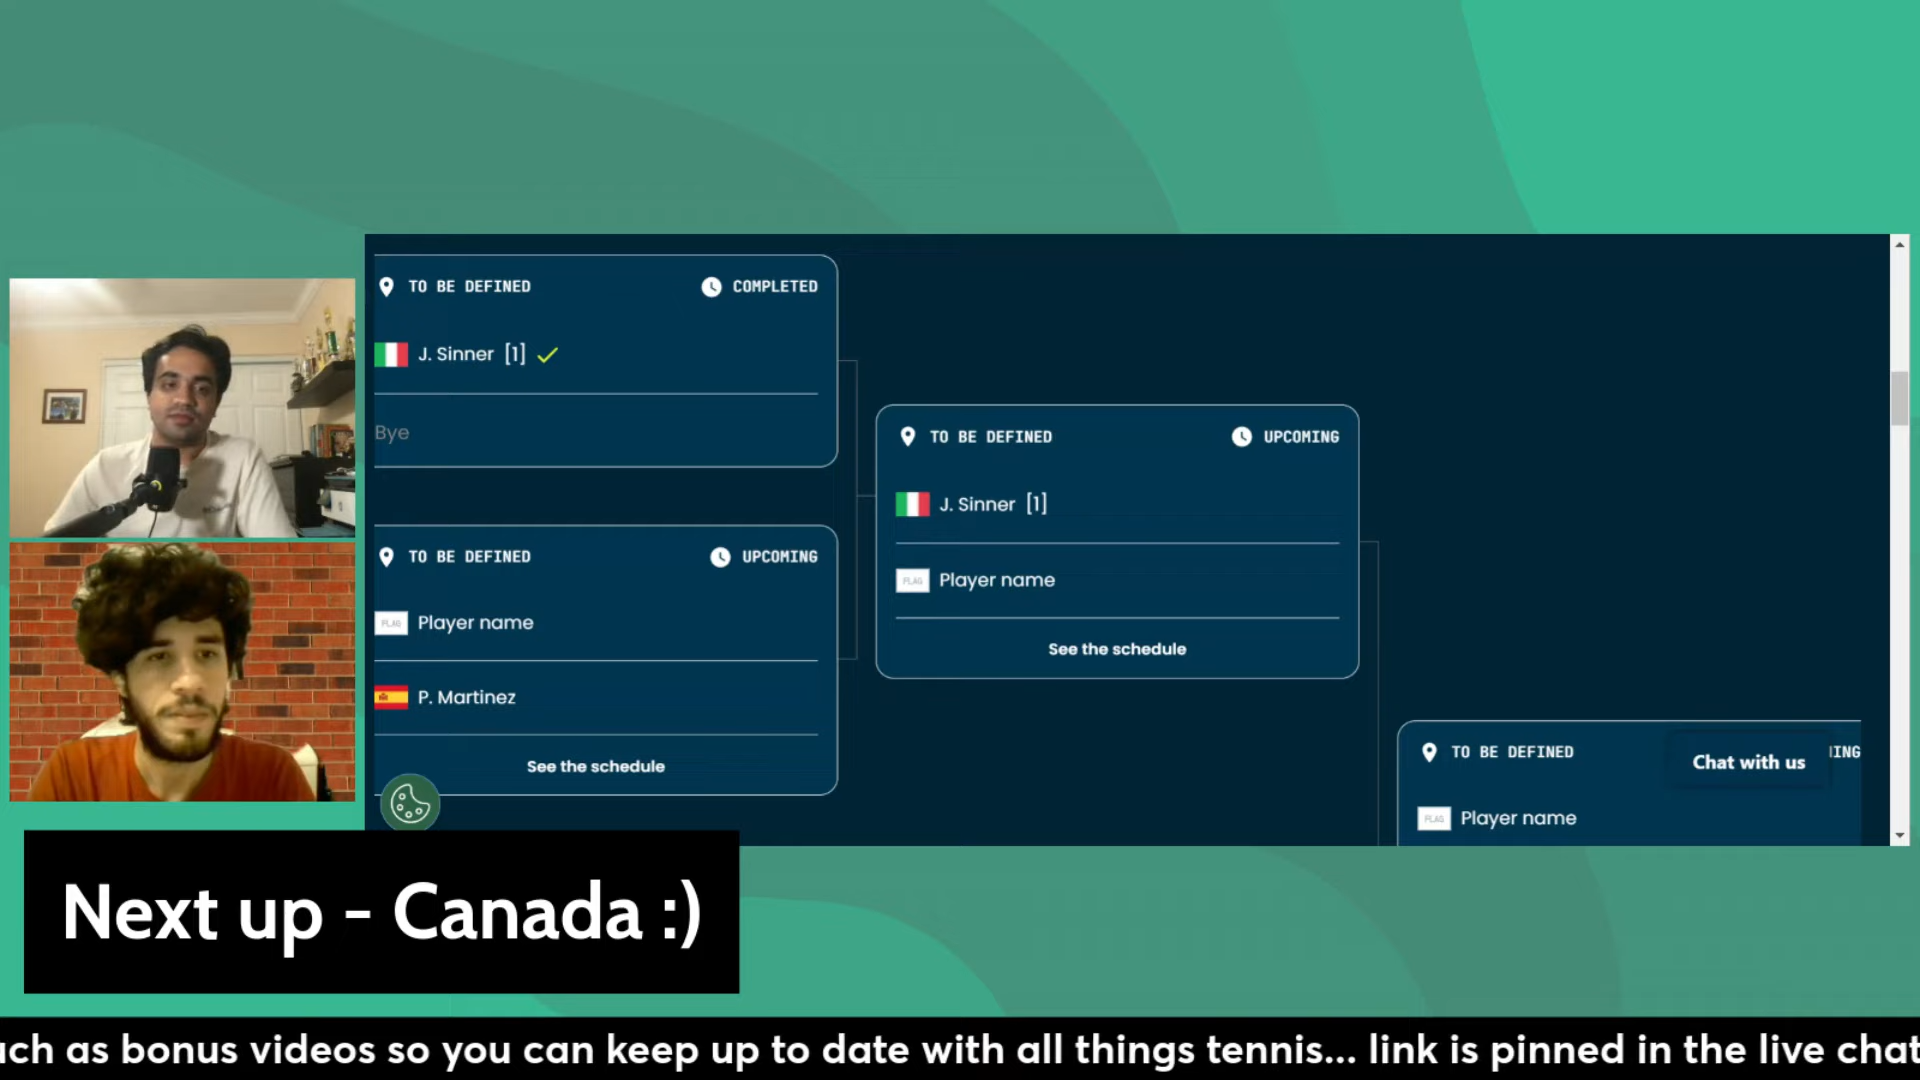 TO BE DEFINED
COMPLETED
J. Sinner [1]
Bye
TO BE DEFINED
UPCOMING
Player name
P. Martinez
See the schedule
TO BE DEFINED
UPCOMING
J. Sinner [1]
FLAG
Player name
See the schedule
TO BE DEFINED
Chat with us
Player name
Next up - Canada :)
as bonus videos so you can keep up to date with all things tennis... link is pinned in the live chat